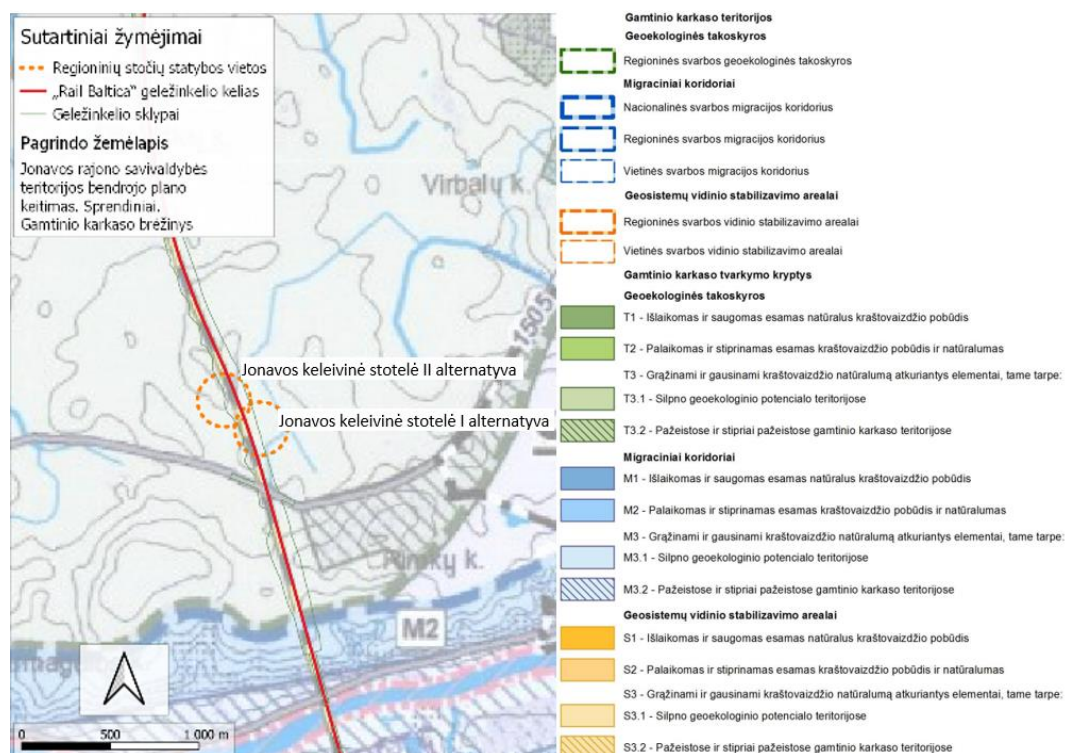 Sutartiniai žymėjimai
Regioninių stočių statybos vietos
„Rail Baltica“ geležinkelio kelias
Geležinkelio sklypai
Pagrindo žemėlapis
Jonavos rajono savivaldybės
teritorijos bendrojo plano
keitimas. Sprendiniai.
Gamtinio karkaso brėžinys
Virbalų k.
1505
Jonavos keleivinė stotelė II alternatyva
Jonavos keleivinė stotelė I alternatyva
M2
0 500 1 000 m
Gamtinio karkaso teritorijos
Geoekologinės takoskyros
Regioninės svarbos geoekologinės takoskyros
Migraciniai koridoriai
Nacionalinės svarbos migracijos koridorius
Regioninės svarbos migracijos koridorius
Vietinės svarbos migracijos koridorius
Geosistemų vidinio stabilizavimo arealai
Regioninės svarbos vidinio stabilizavimo arealai
Vietinės svarbos vidinio stabilizavimo arealai
Gamtinio karkaso tvarkymo kryptys
Geoekologinės takoskyros
T1 - Išlaikomas ir saugomas esamas natūralus kraštovaizdžio pobūdis
T2 - Palaikomas ir stiprinamas esamas kraštovaizdžio pobūdis ir natūralumas
T3 - Grąžinami ir gausinami kraštovaizdžio natūralumą atkuriantys elementai, tame tarpe:
T3.1 - Silpno geoekologinio potencialo teritorijose
T3.2 - Pažeistose ir stipriai pažeistose gamtinio karkaso teritorijose
Migraciniai koridoriai
M1 - Išlaikomas ir saugomas esamas natūralus kraštovaizdžio pobūdis
M2 - Palaikomas ir stiprinamas esamas kraštovaizdžio pobūdis ir natūralumas
M3 - Grąžinami ir gausinami kraštovaizdžio natūralumą atkuriantys elementai, tame tarpe:
M3.1 - Silpno geoekologinio potencialo teritorijose
M3.2 - Pažeistose ir stipriai pažeistose gamtinio karkaso teritorijose
Geosistemų vidinio stabilizavimo arealai
S1 - Išlaikomas ir saugomas esamas natūralus kraštovaizdžio pobūdis
S2 - Palaikomas ir stiprinamas esamas kraštovaizdžio pobūdis ir natūralumas
S3 - Grąžinami ir gausinami kraštovaizdžio natūralumą atkuriantys elementai, tame tarpe:
S3.1 - Silpno geoekologinio potencialo teritorijose
S3.2 - Pažeistose ir stipriai pažeistose gamtinio karkaso teritorijose